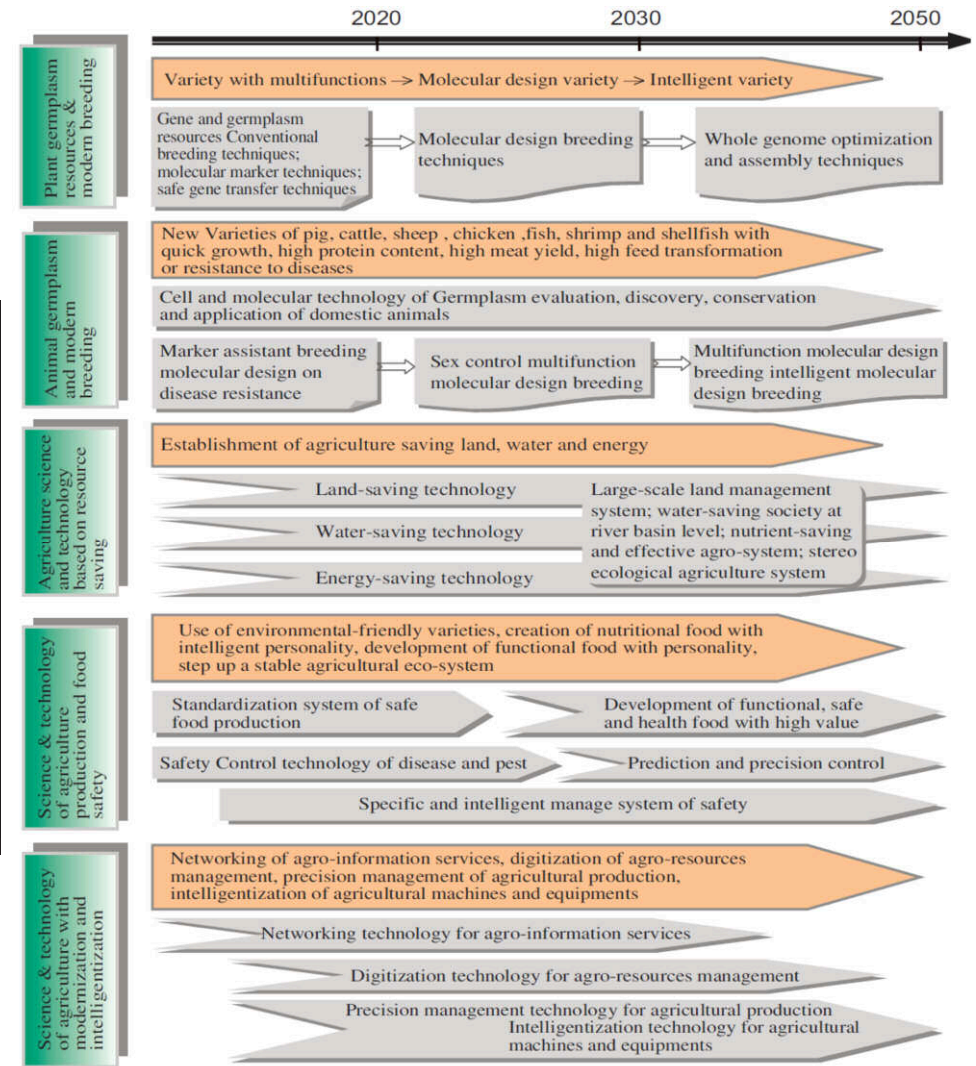 2020 2030 2050
Plant germplasm
resources &
modern breeding
Variety with multifunctions → Molecular design variety → Intelligent variety
Gene and germplasm
resources Conventional
breeding techniques;
molecular marker techniques;
safe gene transfer techniques
Molecular design breeding
techniques
Whole genome optimization
and assembly techniques
Animal germplasm
and modern
breeding
New Varieties of pig, cattle, sheep , chicken ,fish, shrimp and shellfish with
quick growth, high protein content, high meat yield, high feed transformation
or resistance to diseases
Cell and molecular technology of Germplasm evaluation, discovery, conservation
and application of domestic animals
Marker assistant breeding
molecular design on
disease resistance
Sex control multifunction
molecular design breeding
Multifunction molecular design
breeding intelligent molecular
design breeding
Agriculture science
and technology
based on resource
saving
Establishment of agriculture saving land, water and energy
Land-saving technology
Water-saving technology
Energy-saving technology
Large-scale land management
system; water-saving society at
river basin level; nutrient-saving
and effective agro-system; stereo
ecological agriculture system
Science & technology
of agriculture
production and food
safety
Use of environmental-friendly varieties, creation of nutritional food with
intelligent personality, development of functional food with personality,
step up a stable agricultural eco-system
Standardization system of safe
food production
Development of functional, safe
and health food with high value
Safety Control technology of disease and pest
Prediction and precision control
Specific and intelligent manage system of safety
Science & technology
of agriculture with
modernization and
intelligentization
Networking of agro-information services, digitization of agro-resources
management, precision management of agricultural production,
intelligentization of agricultural machines and equipments
Networking technology for agro-information services
Digitization technology for agro-resources management
Precision management technology for agricultural production
Intelligentization technology for agricultural
machines and equipments